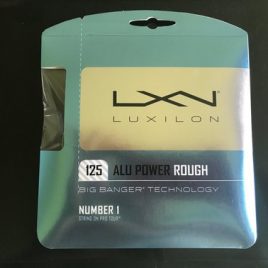 LXN
LUXILON
125 ALU POWER ROUGH
BIG BANGER® TECHNOLOGY
NUMBER 1
STRING ON PRO TOUR*